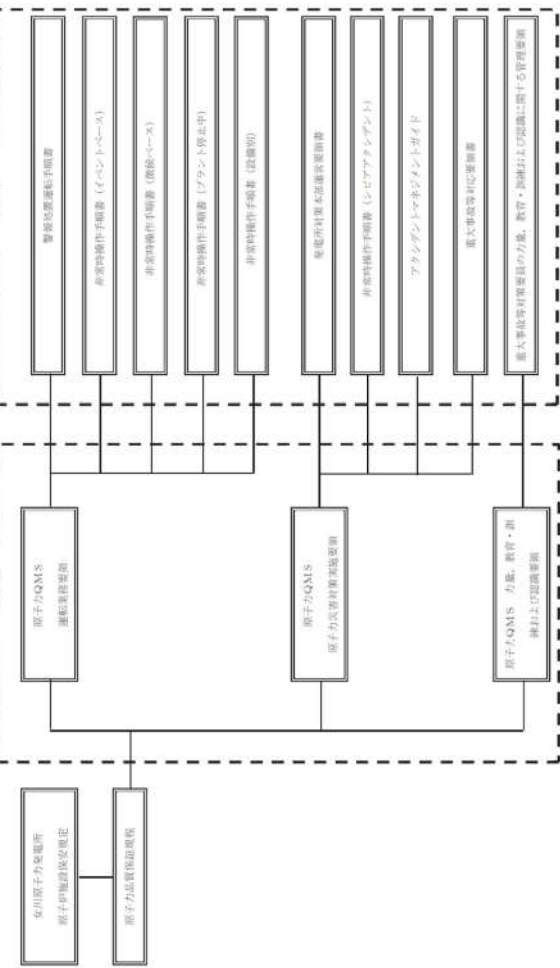 女川原子力発電所
原子炉施設保安規定
原子力品質保証規程
原子力QMS
運転業務要領
原子力QMS
原子力災害対策実施要領
原子力QMS 力量，教育・訓
練および認識要領
警報処置運転手順書
非常時操作手順書（イベントベース）
非常時操作手順書（徴候ベース）
非常時操作手順書（プラント停止中）
非常時操作手順書（設備別）
発電所対策本部運営要領書
非常時操作手順書（シビアアクシデント）
アクシデントマネジメントガイド
重大事故等対応要領書
重大事故等対策要員の力量，教育・訓練および認識に関する管理要領